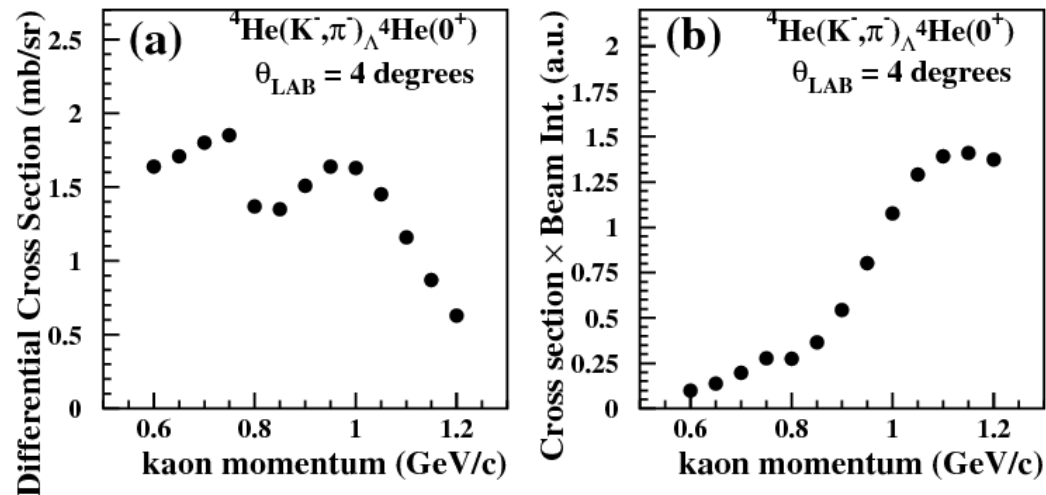 (a)
⁴He(K⁻,π⁻)Λ⁴He(0⁺)
θLAB = 4 degrees
Differential Cross Section (mb/sr)
2.5
2
1.5
1
0.5
0
0.6 0.8 1 1.2
kaon momentum (GeV/c)
(b)
⁴He(K⁻,π⁻)Λ⁴He(0⁺)
θLAB = 4 degrees
Cross section × Beam Int. (a.u.)
2
1.75
1.5
1.25
1
0.75
0.5
0.25
0
0.6 0.8 1 1.2
kaon momentum (GeV/c)